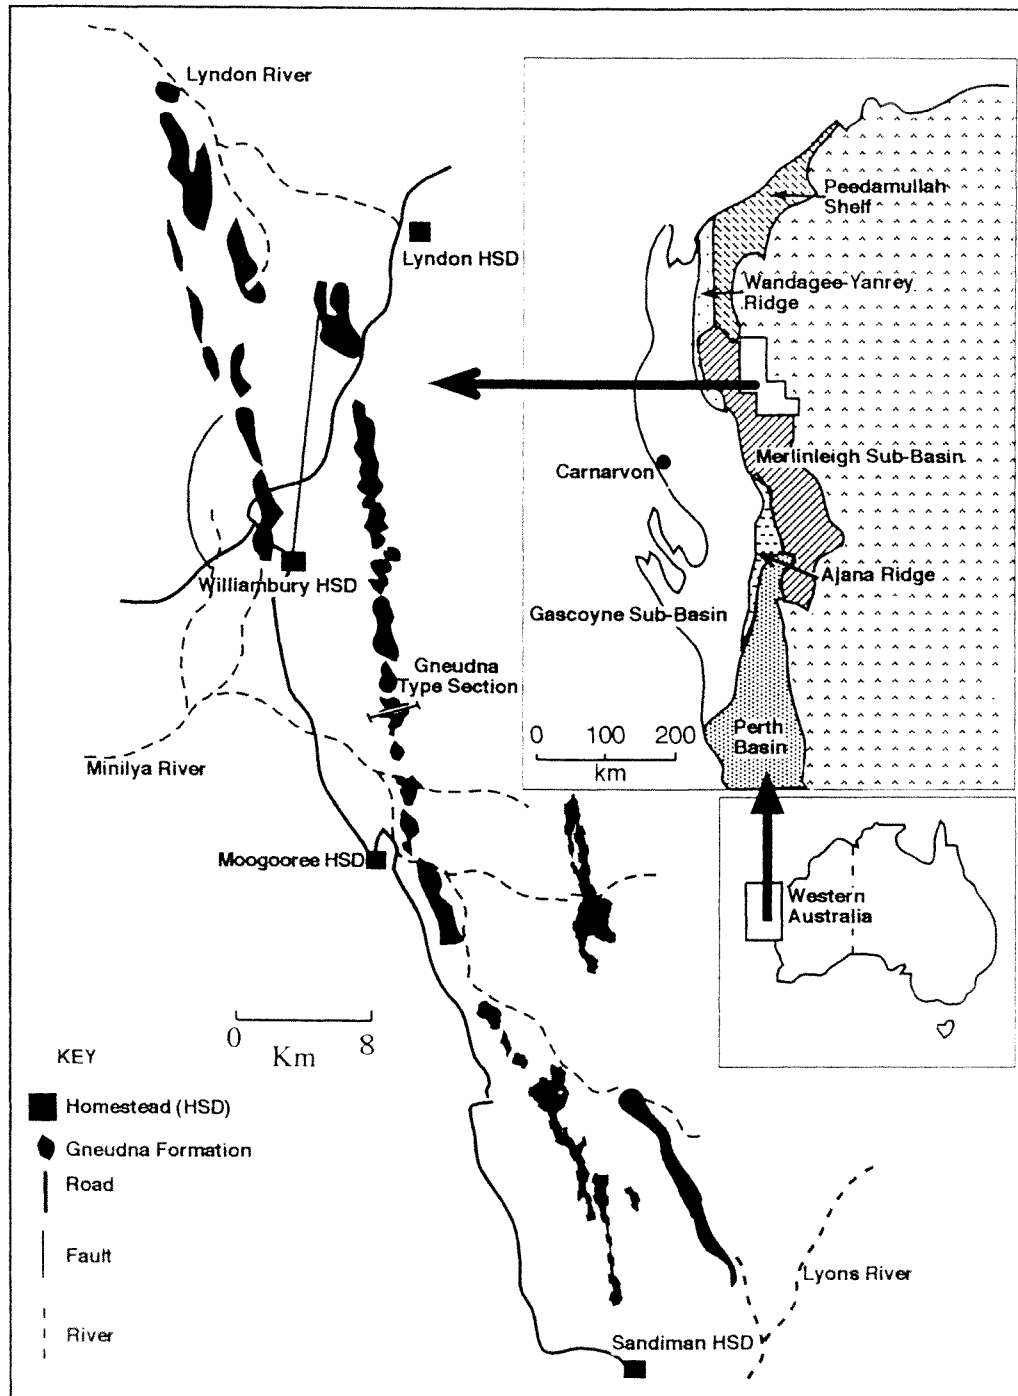 Lyndon River
Peedamullah
Shelf
Lyndon HSD
Wandagee-Yanrey
Ridge
Carnarvon
Merlinleigh Sub-Basin
Williambury HSD
Ajana Ridge
Gascoyne Sub-Basin
Gneudna
Type Section
Perth
Basin
0 100 200
km
Minilya River
Moogooree HSD
Western
Australia
0 8
Km
KEY
Homestead (HSD)
Gneudna Formation
Road
Fault
River
Lyons River
Sandiman HSD